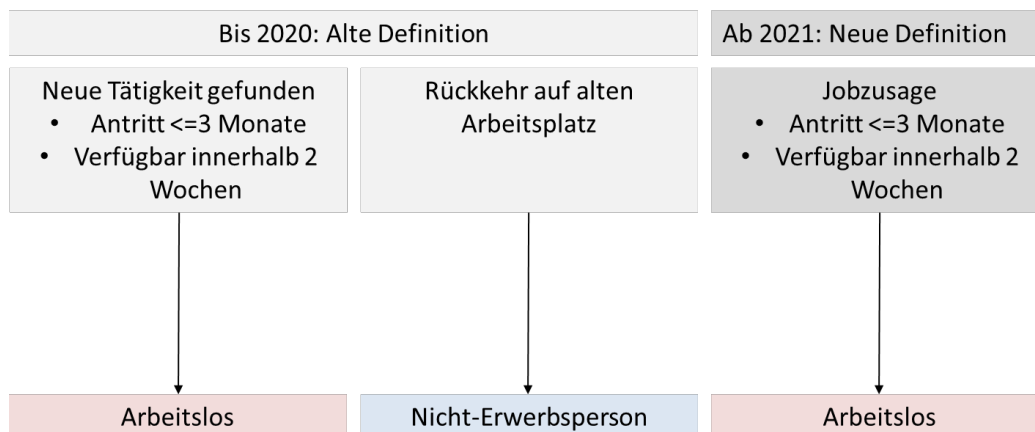 Bis 2020: Alte Definition
Ab 2021: Neue Definition
Neue Tätigkeit gefunden
• Antritt <=3 Monate
• Verfügbar innerhalb 2
Wochen
Rückkehr auf alten
Arbeitsplatz
Jobzusage
• Antritt <=3 Monate
• Verfügbar innerhalb 2
Wochen
Arbeitslos
Nicht-Erwerbsperson
Arbeitslos